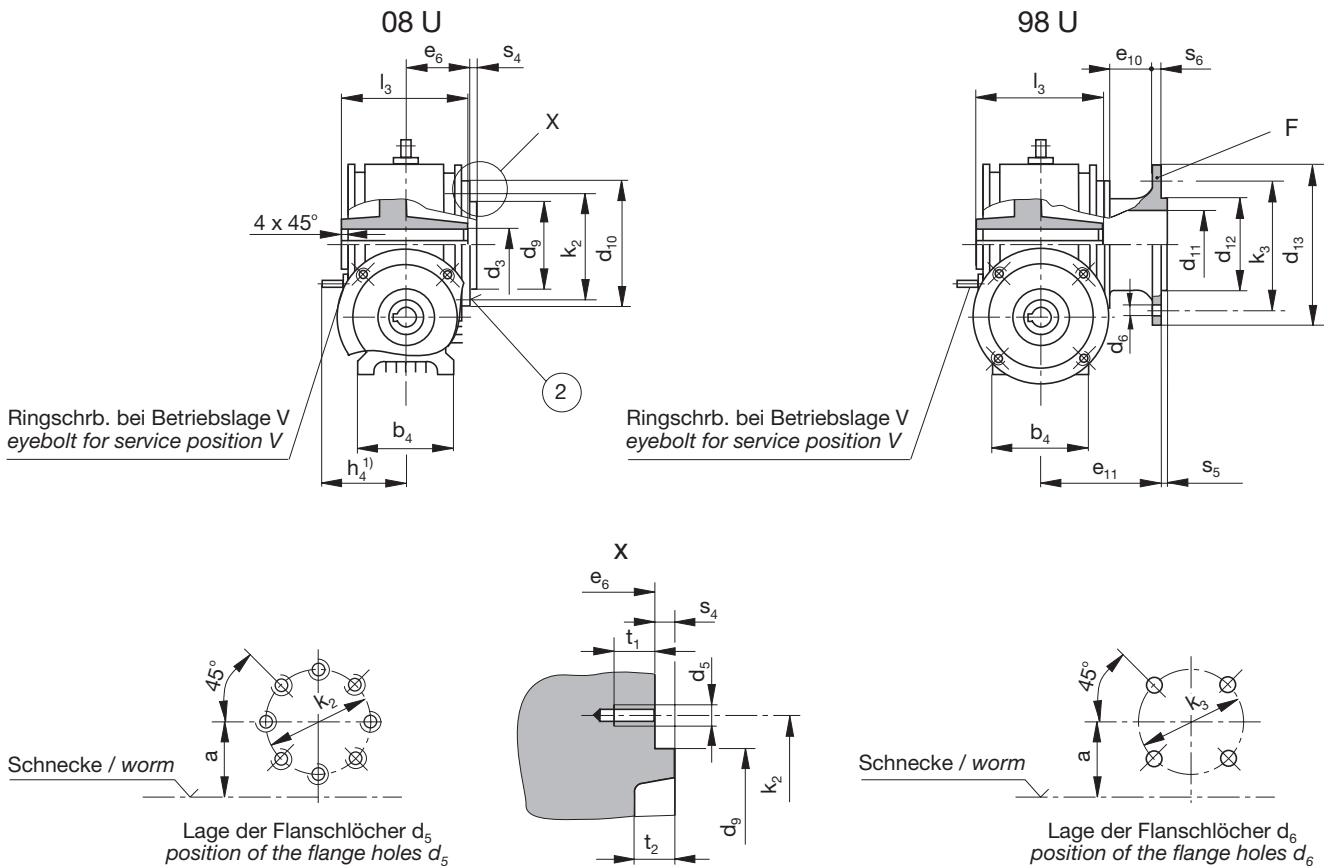 08 U
98 U
e₆
s₄
l₃
X
4 x 45°
d₃
d₉
k₂
d₁₀
2
Ringschrb. bei Betriebslage V
eyebolt for service position V
b₄
h₄¹⁾
e₁₀
s₆
l₃
F
d₁₁
d₁₂
k₃
d₁₃
d₆
Ringschrb. bei Betriebslage V
eyebolt for service position V
b₄
e₁₁
s₅
45°
k₂
a
Schnecke / worm
Lage der Flanschlöcher d₅
position of the flange holes d₅
x
e₆
s₄
t₁
d₅
k₂
d₉
t₂
45°
k₃
a
Schnecke / worm
Lage der Flanschlöcher d₆
position of the flange holes d₆